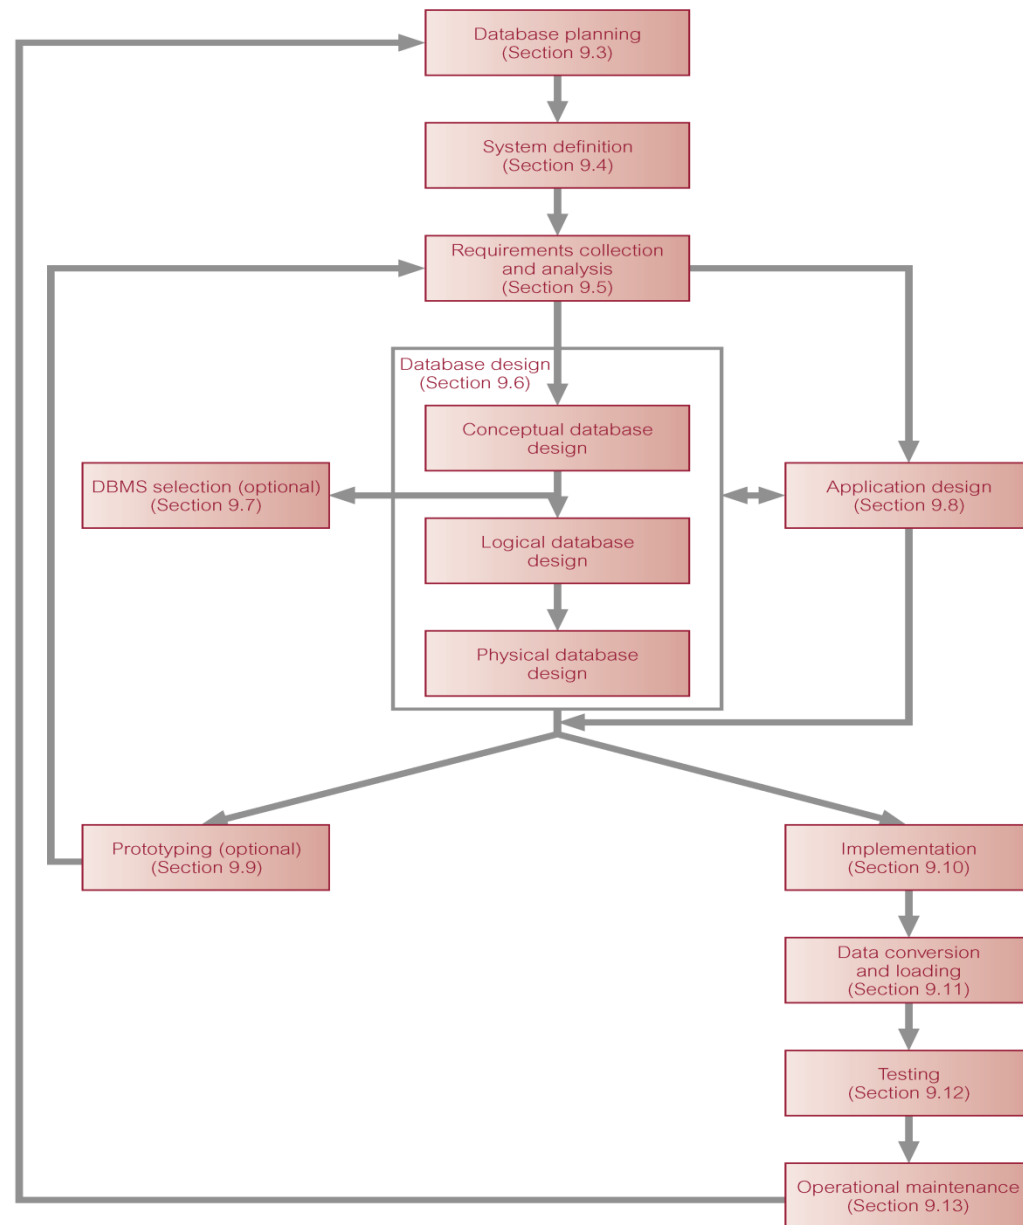 Database planning
(Section 9.3)
System definition
(Section 9.4)
Requirements collection
and analysis
(Section 9.5)
Database design
(Section 9.6)
Conceptual database
design
DBMS selection (optional)
(Section 9.7)
Application design
(Section 9.8)
Logical database
design
Physical database
design
Prototyping (optional)
(Section 9.9)
Implementation
(Section 9.10)
Data conversion
and loading
(Section 9.11)
Testing
(Section 9.12)
Operational maintenance
(Section 9.13)